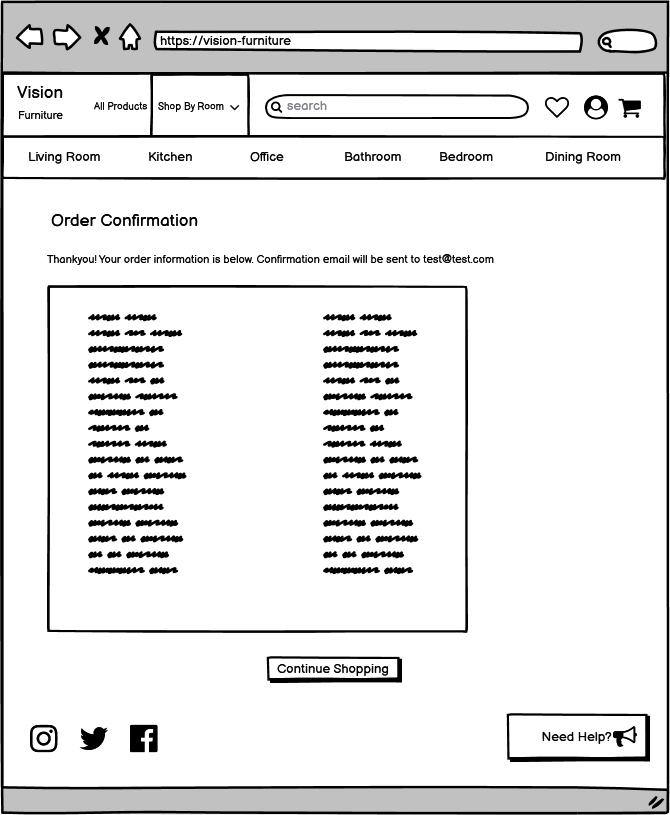 https://vision-furniture
Vision
Furniture
All Products
Shop By Room
search
Living Room Kitchen Office Bathroom Bedroom Dining Room
Order Confirmation
Thankyou! Your order information is below. Confirmation email will be sent to test@test.com
Continue Shopping
Need Help?